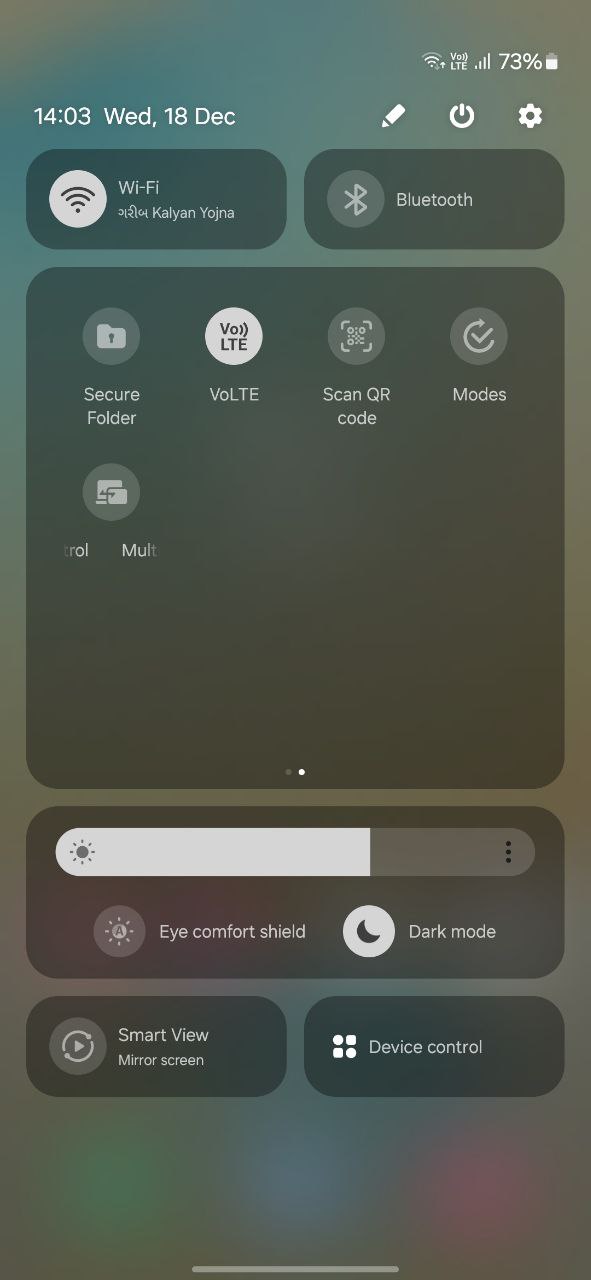 Vo)) LTE 73%
14:03 Wed, 18 Dec
Wi-Fi
ગરીબ Kalyan Yojna
Bluetooth
Vo))
LTE
Secure
Folder
VoLTE
Scan QR
code
Modes
trol Mult
A
Eye comfort shield
Dark mode
Smart View
Mirror screen
Device control